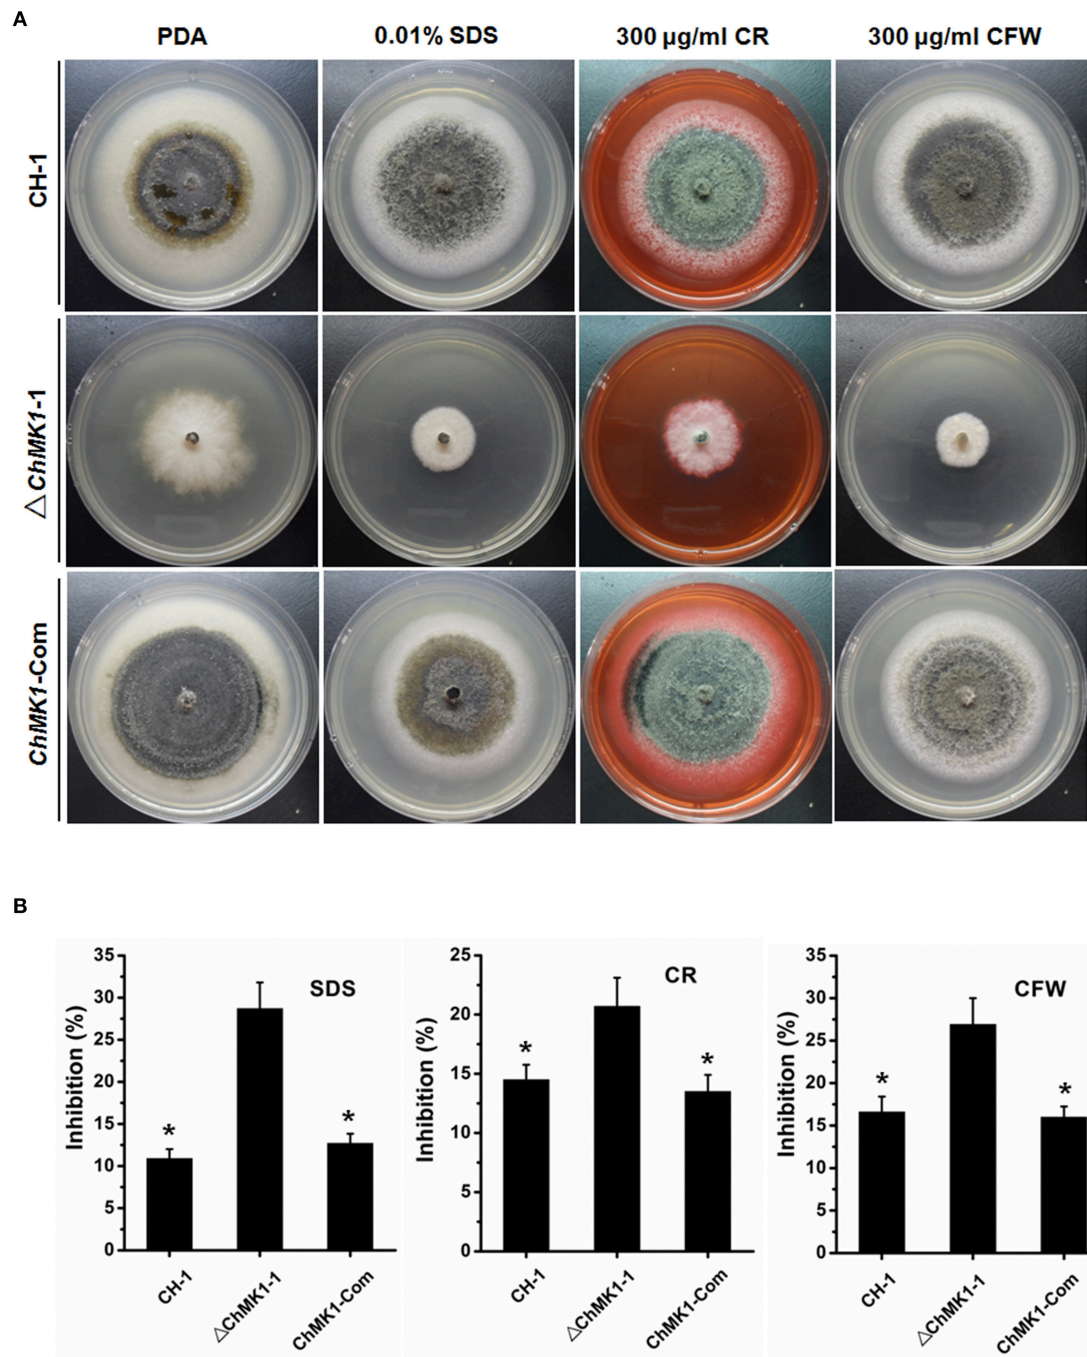 A
PDA 0.01% SDS 300 µg/ml CR 300 µg/ml CFW
CH-1
△ChMK1-1
ChMK1-Com
B
Inhibition (%)
35
30
25
20
15
10
5
0
SDS
*
*
CH-1
△ChMK1-1
ChMK1-Com
Inhibition (%)
25
20
15
10
5
0
CR
*
*
CH-1
△ChMK1-1
ChMK1-Com
Inhibition (%)
35
30
25
20
15
10
5
0
CFW
*
*
CH-1
△ChMK1-1
ChMK1-Com